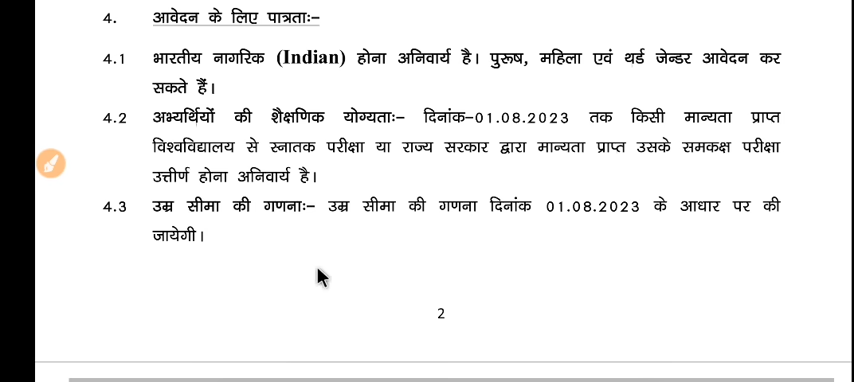 4. आवेदन के लिए पात्रताः–
4.1 भारतीय नागरिक (Indian) होना अनिवार्य है। पुरूष, महिला एवं थर्ड जेन्डर आवेदन कर
सकते हैं।
4.2 अभ्यर्थियों की शैक्षणिक योग्यताः– दिनांक–01.08.2023 तक किसी मान्यता प्राप्त
विश्वविद्यालय से स्नातक परीक्षा या राज्य सरकार द्वारा मान्यता प्राप्त उसके समकक्ष परीक्षा
उत्तीर्ण होना अनिवार्य है।
4.3 उम्र सीमा की गणनाः– उम्र सीमा की गणना दिनांक 01.08.2023 के आधार पर की
जायेगी।
2